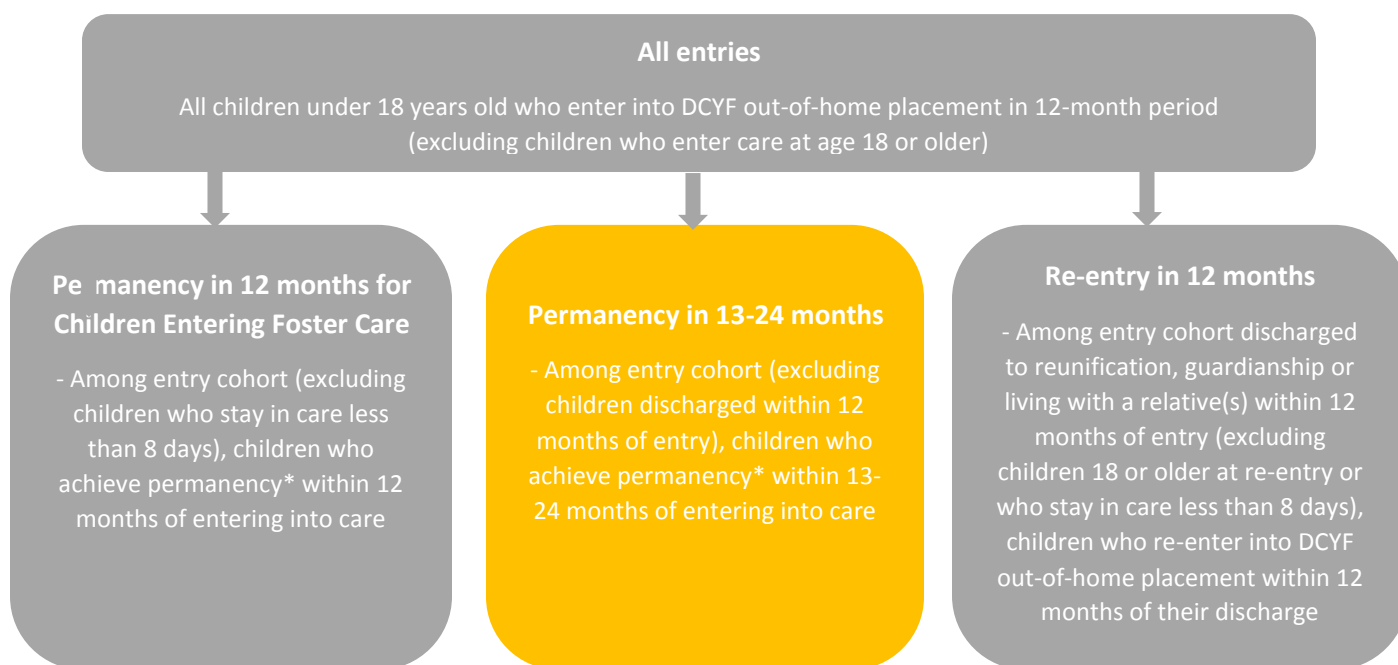 All entries
All children under 18 years old who enter into DCYF out-of-home placement in 12-month period
(excluding children who enter care at age 18 or older)
Pe manency in 12 months for
Children Entering Foster Care
- Among entry cohort (excluding
children who stay in care less
than 8 days), children who
achieve permanency* within 12
months of entering into care
Permanency in 13-24 months
- Among entry cohort (excluding
children discharged within 12
months of entry), children who
achieve permanency* within 13-
24 months of entering into care
Re-entry in 12 months
- Among entry cohort discharged
to reunification, guardianship or
living with a relative(s) within 12
months of entry (excluding
children 18 or older at re-entry or
who stay in care less than 8 days),
children who re-enter into DCYF
out-of-home placement within 12
months of their discharge